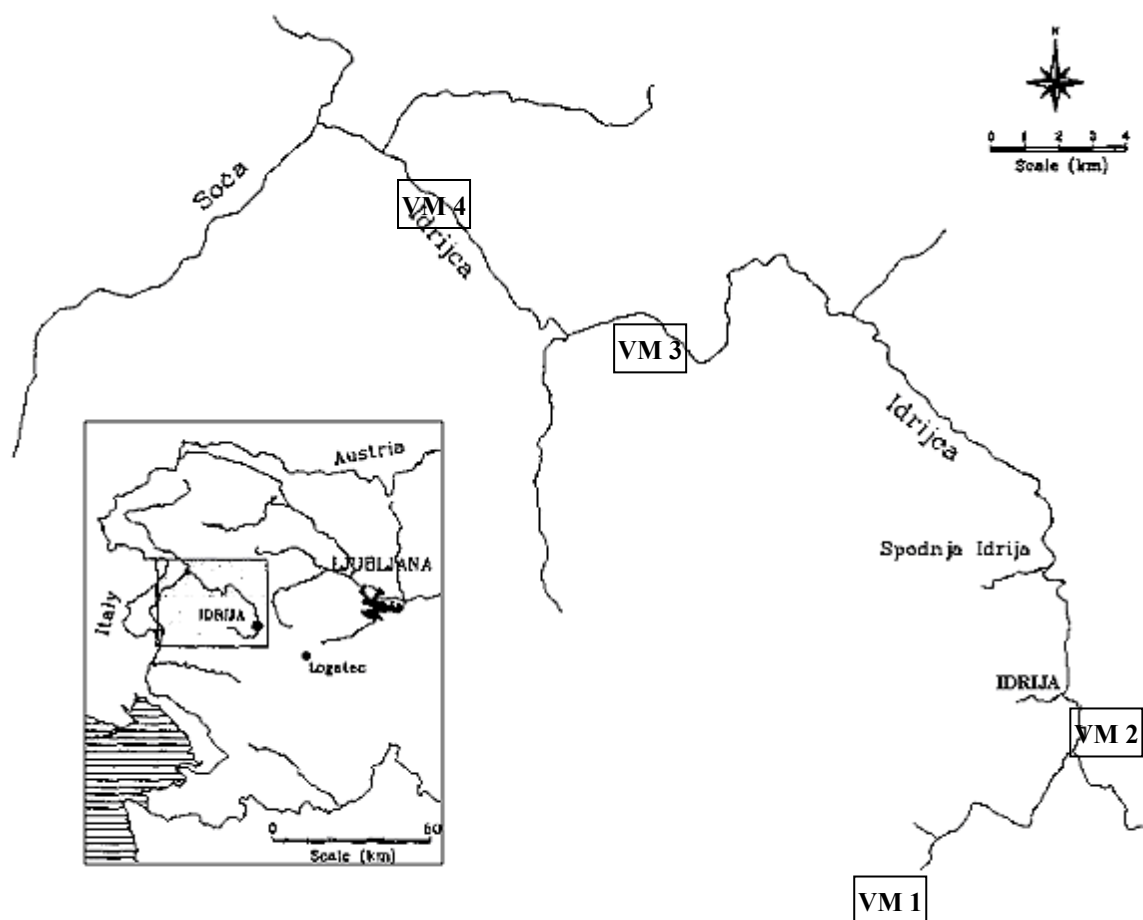 N
0 1 2 3 4
Scale (km)
Soča
VM 4
Idrijca
VM 3
Idrijca
Austria
Spodnja Idrija
LJUBLJANA
Italy
IDRIJA
Logatec
IDRIJA
VM 2
0 60
Scale (km)
VM 1